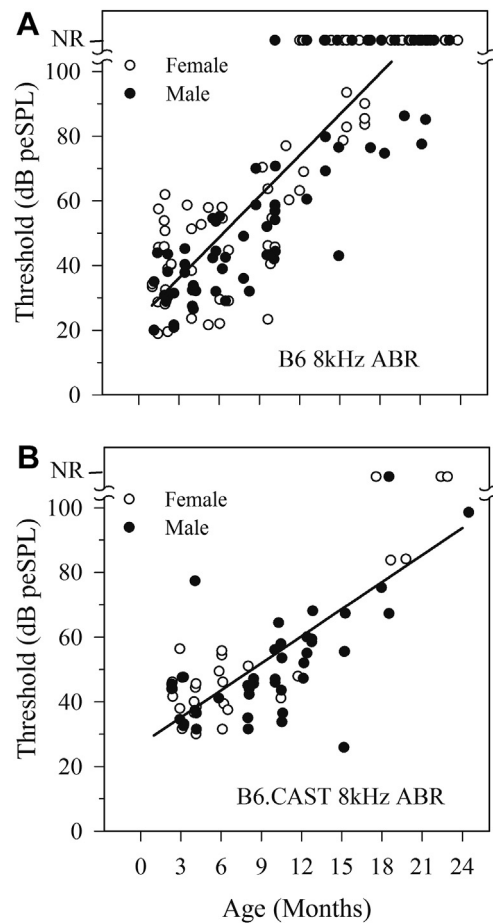 A
NR
Female
Male
100
80
60
40
20
0
Threshold (dB peSPL)
B6 8kHz ABR
B
NR
Female
Male
100
80
60
40
20
0
Threshold (dB peSPL)
B6.CAST 8kHz ABR
0 3 6 9 12 15 18 21 24
Age (Months)